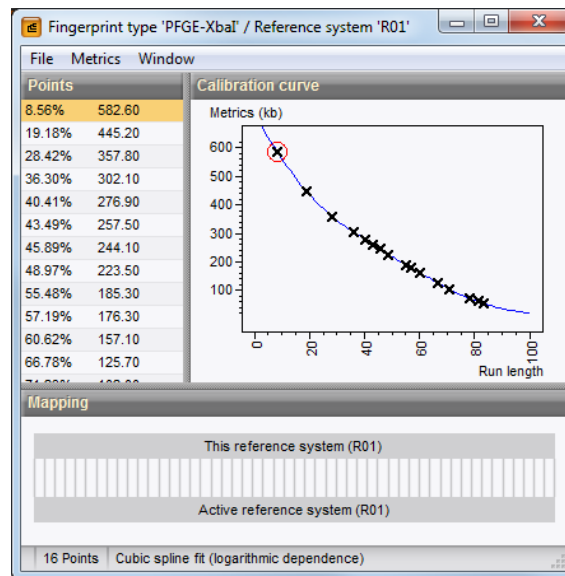 Fingerprint type 'PFGE-XbaI' / Reference system 'R01'
File Metrics Window
Points
8.56% 582.60
19.18% 445.20
28.42% 357.80
36.30% 302.10
40.41% 276.90
43.49% 257.50
45.89% 244.10
48.97% 223.50
55.48% 185.30
57.19% 176.30
60.62% 157.10
66.78% 125.70
Calibration curve
Metrics (kb)
600
500
400
300
200
100
0
20
40
60
80
100
Run length
Mapping
This reference system (R01)
Active reference system (R01)
16 Points Cubic spline fit (logarithmic dependence)